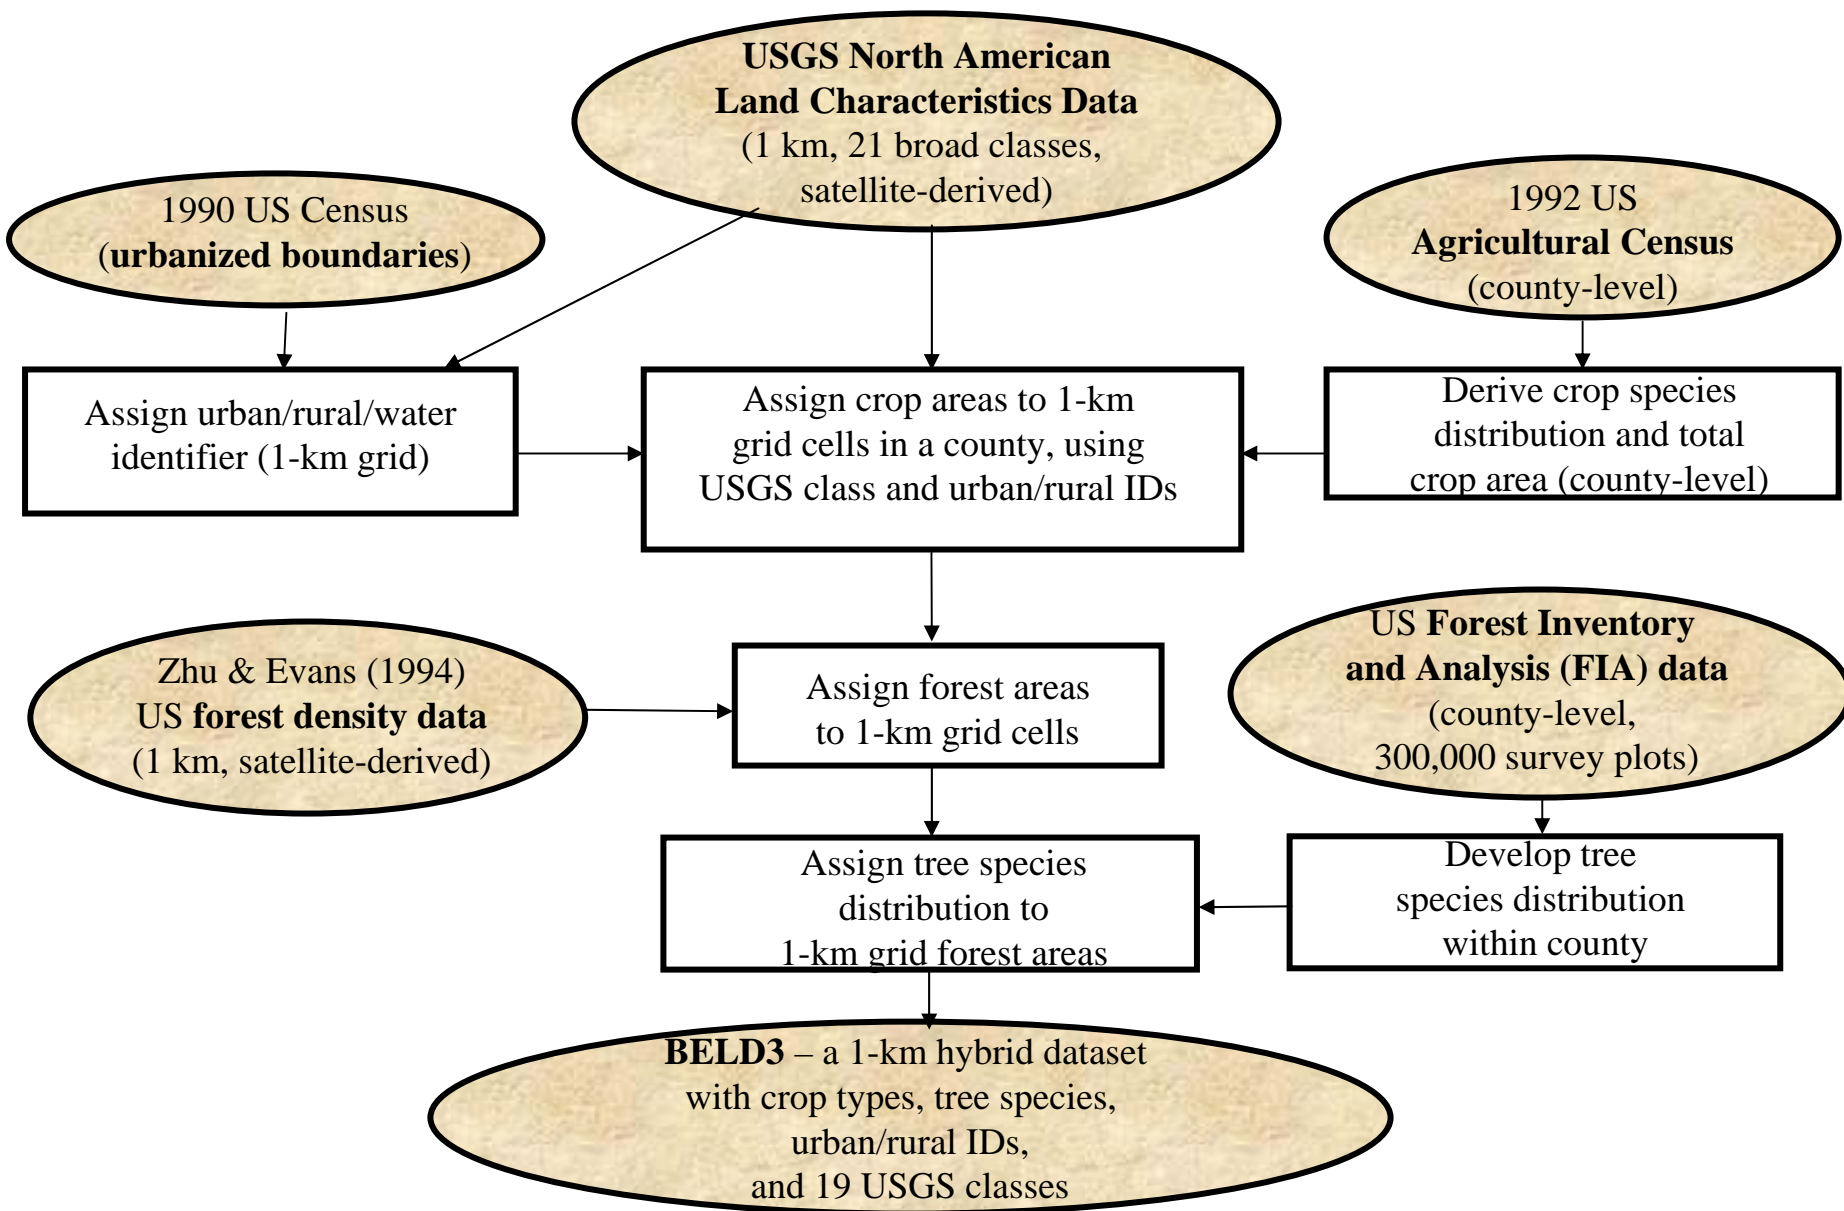 USGS North American
Land Characteristics Data
(1 km, 21 broad classes,
satellite-derived)
1990 US Census
(urbanized boundaries)
1992 US
Agricultural Census
(county-level)
Assign urban/rural/water
identifier (1-km grid)
Assign crop areas to 1-km
grid cells in a county, using
USGS class and urban/rural IDs
Derive crop species
distribution and total
crop area (county-level)
Zhu & Evans (1994)
US forest density data
(1 km, satellite-derived)
Assign forest areas
to 1-km grid cells
US Forest Inventory
and Analysis (FIA) data
(county-level,
300,000 survey plots)
Assign tree species
distribution to
1-km grid forest areas
Develop tree
species distribution
within county
BELD3 – a 1-km hybrid dataset
with crop types, tree species,
urban/rural IDs,
and 19 USGS classes